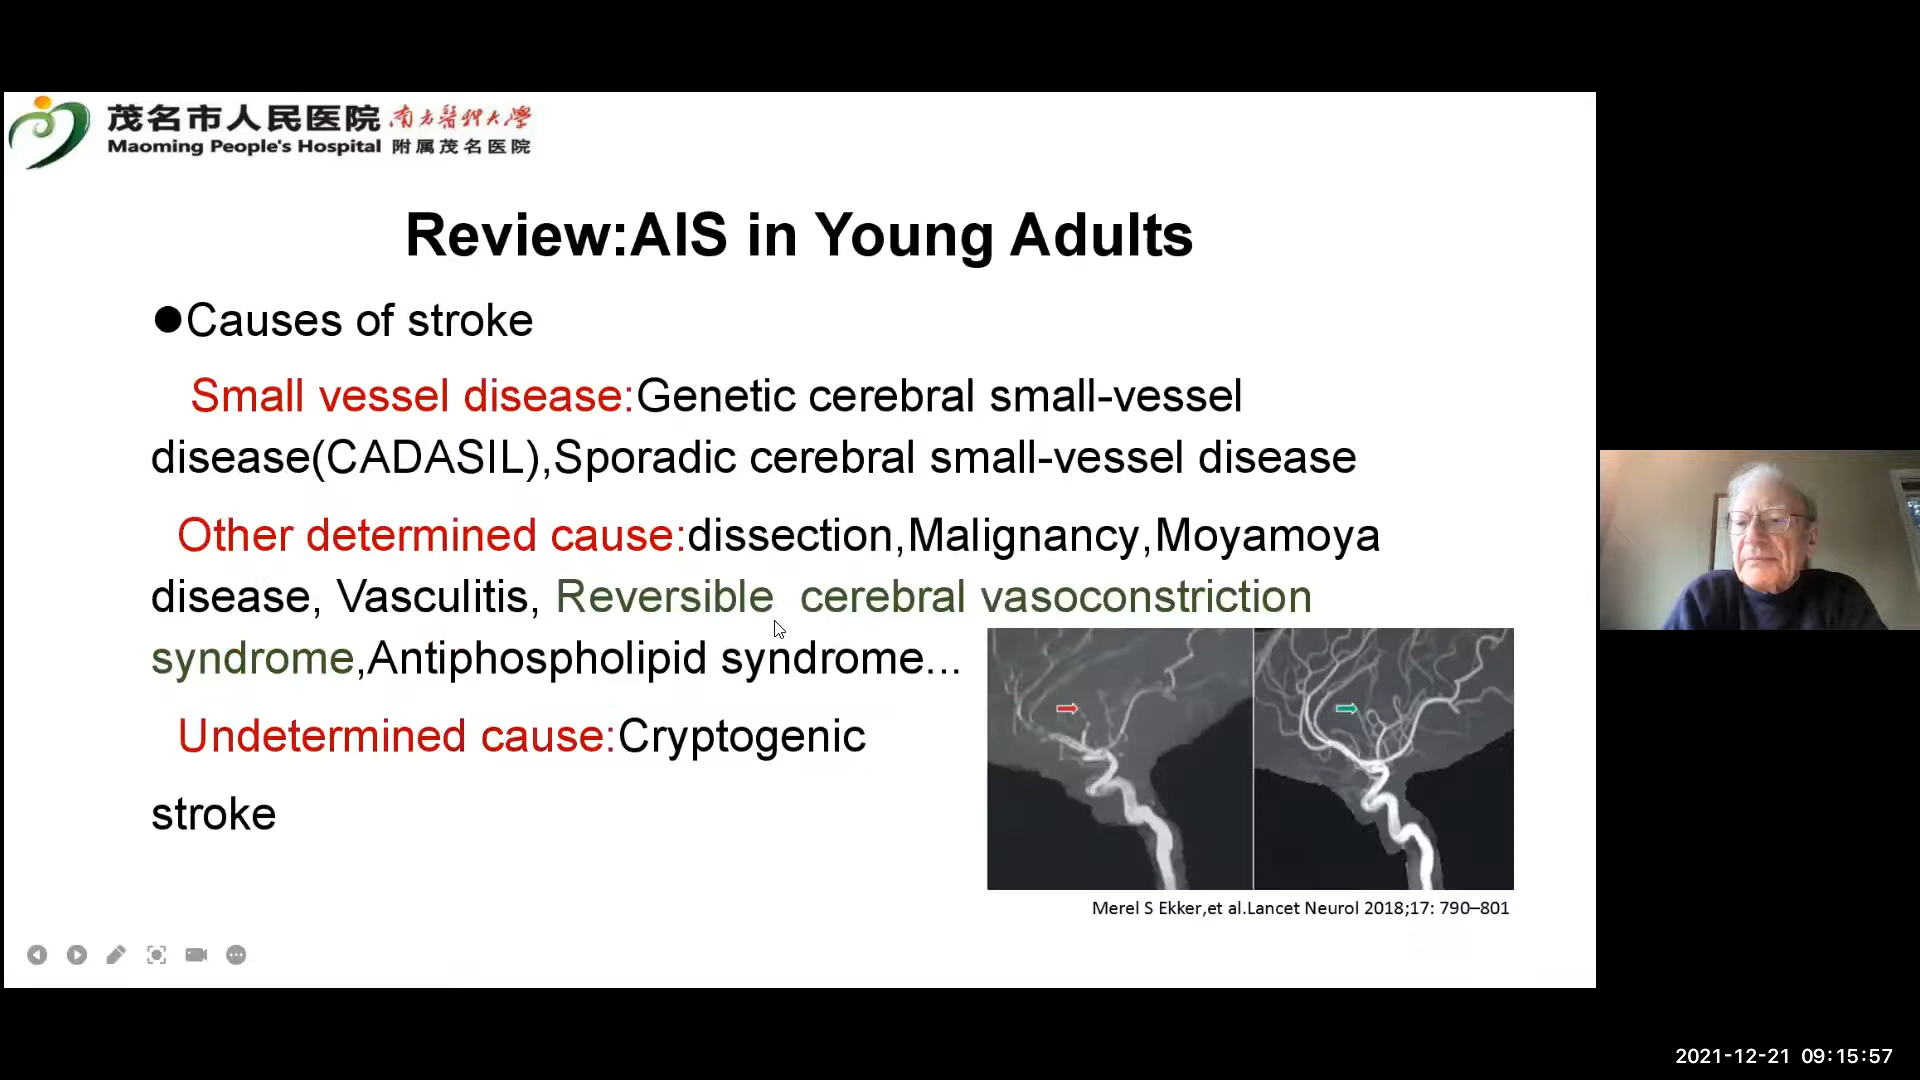 茂名市人民医院 南方醫科大學
Maoming People's Hospital 附属茂名医院
Review:AIS in Young Adults
●Causes of stroke
Small vessel disease:Genetic cerebral small-vessel
disease(CADASIL),Sporadic cerebral small-vessel disease
Other determined cause:dissection,Malignancy,Moyamoya
disease, Vasculitis, Reversible cerebral vasoconstriction
syndrome,Antiphospholipid syndrome...
Undetermined cause:Cryptogenic
stroke
Merel S Ekker,et al.Lancet Neurol 2018;17: 790–801
2021-12-21 09:15:57